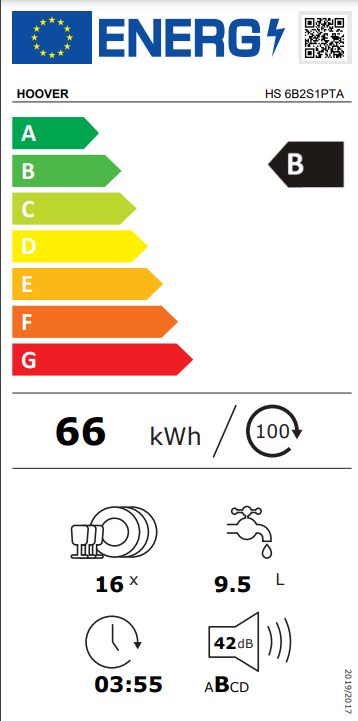 ENERG
HOOVER HS 6B2S1PTA
A
B
B
C
D
E
F
G
66 kWh / 100
16 x 9.5 L
42dB
03:55 ABCD
2019/2017